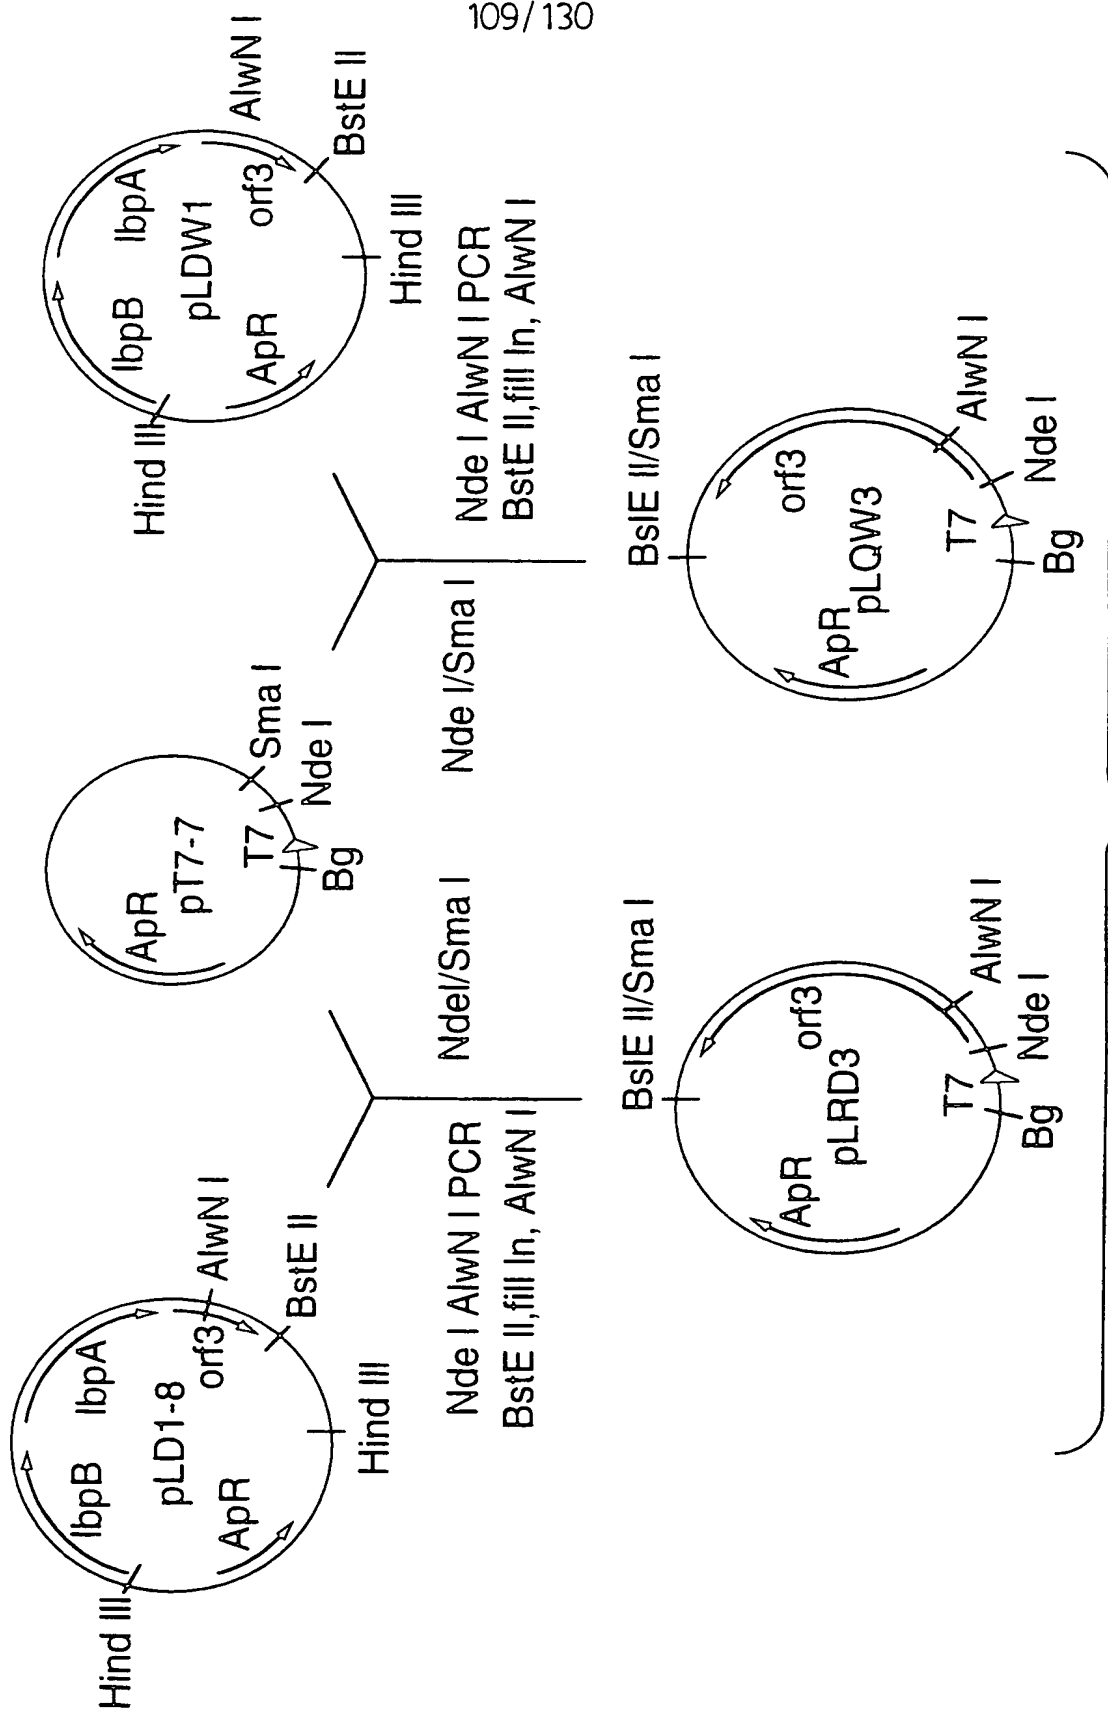 109/130
Hind III
lbpB
lbpA
pLD1-8
ApR
orf3
AlwN I
BstE II
Hind III
Nde I AlwN I PCR
BstE II,fill In, AlwN I
NdeI/Sma I
ApR
pT7-7
T7
Bg
Nde I
Sma I
Nde I/Sma I
Hind III
lbpB
lbpA
pLDW1
ApR
orf3
AlwN I
BstE II
Hind III
Nde I AlwN I PCR
BstE II,fill In, AlwN I
BslE II/Sma I
ApR
orf3
pLRD3
T7
Bg
Nde I
AlwN I
BslE II/Sma I
ApR
orf3
pLQW3
T7
Bg
Nde I
AlwN I